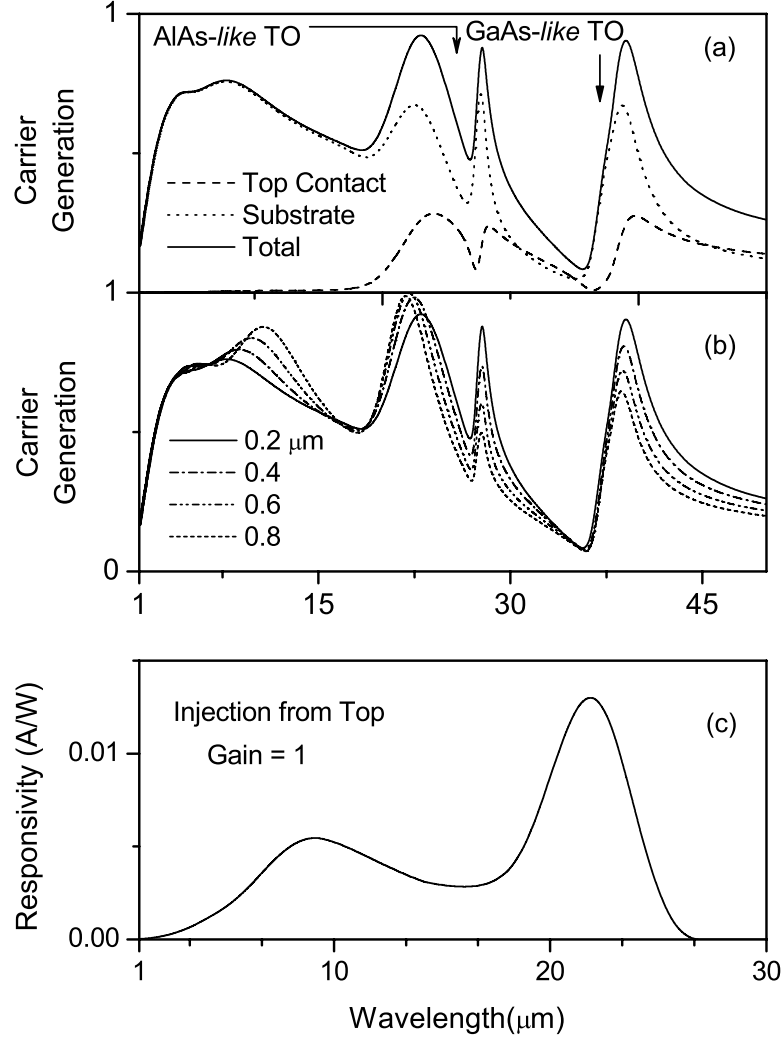 1
AlAs-like TO
GaAs-like TO
(a)
Carrier
Generation
Top Contact
Substrate
Total
1
(b)
Carrier
Generation
0.2 μm
0.4
0.6
0.8
0
1
15
30
45
Injection from Top
Gain = 1
(c)
Responsivity (A/W)
0.01
0.00
1
10
20
30
Wavelength(μm)